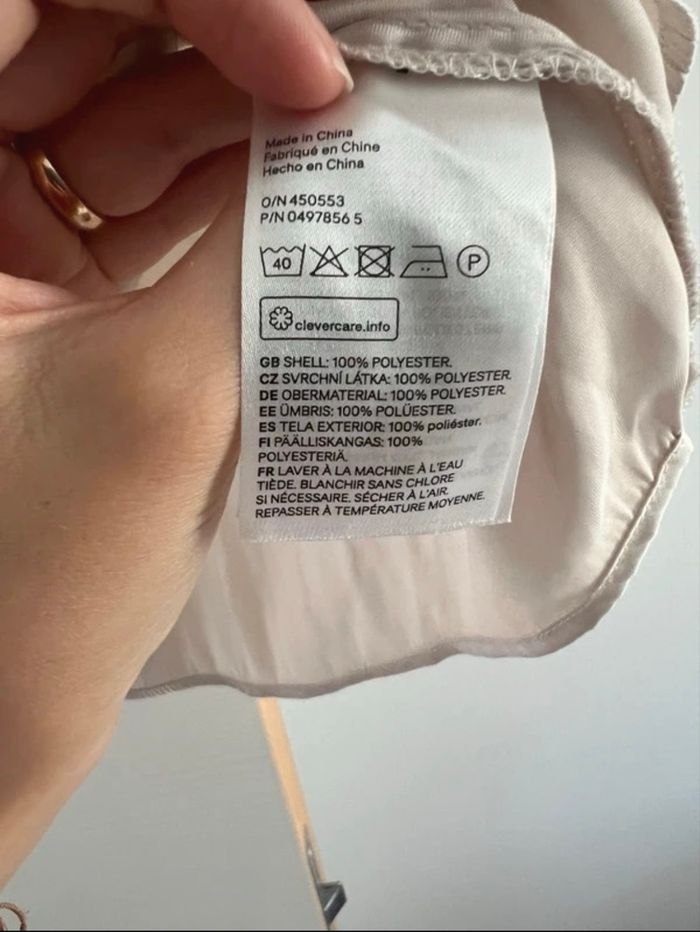 Made in China
Fabriqué en Chine
Hecho en China
O/N 450553
P/N 0497856 5
40
P
clevercare.info
GB SHELL: 100% POLYESTER.
CZ SVRCHNÍ LÁTKA: 100% POLYESTER.
DE OBERMATERIAL: 100% POLYESTER.
EE ÜMBRIS: 100% POLÜESTER.
ES TELA EXTERIOR: 100% poliéster.
FI PÄÄLLISKANGAS: 100%
POLYESTERIÄ.
FR LAVER À LA MACHINE À L'EAU
TIÈDE. BLANCHIR SANS CHLORE
SI NÉCESSAIRE. SÉCHER À L'AIR.
REPASSER À TEMPÉRATURE MOYENNE.